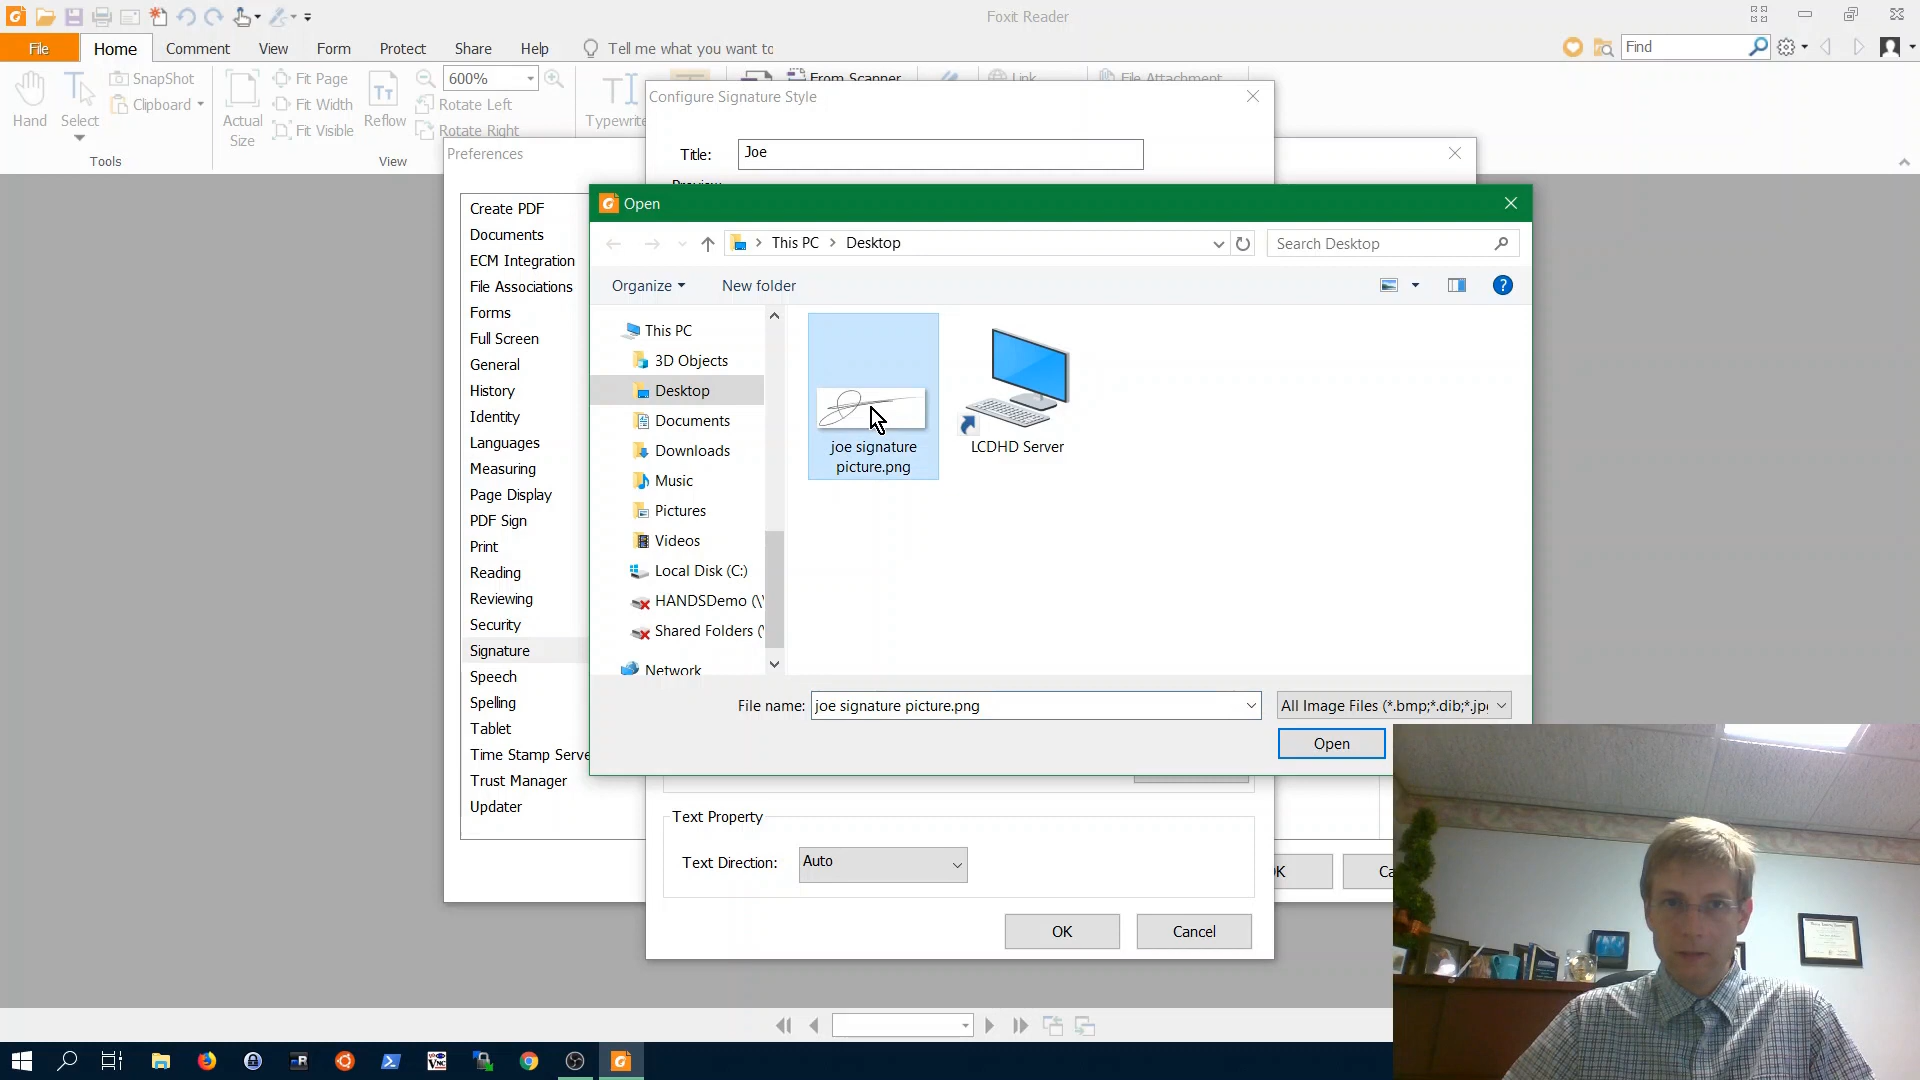 Foxit Reader
File Home Comment View Form Protect Share Help Tell me what you want to Find
SnapShot Fit Page 600% From Scanner Link File Attachment
Clipboard Fit Width Rotate Left
Hand Select Actual Size Reflow Typewrite
Fit Visible Rotate Right
Tools View
Configure Signature Style
Title: Joe
Preview
Preferences
Create PDF
Documents
ECM Integration
File Associations
Forms
Full Screen
General
History
Identity
Languages
Measuring
Page Display
PDF Sign
Print
Reading
Reviewing
Security
Signature
Speech
Spelling
Tablet
Time Stamp Serve
Trust Manager
Updater
Open
This PC Desktop Search Desktop
Organize New folder
This PC
3D Objects
Desktop
Documents
Downloads
Music
Pictures
Videos
Local Disk (C:)
HANDSDemo (\\
Shared Folders (\
Network
joe signature
picture.png
LCDHD Server
File name: joe signature picture.png All Image Files (*.bmp;*.dib;*.jp
Open
Text Property
Text Direction: Auto
OK Cancel
OK Ca